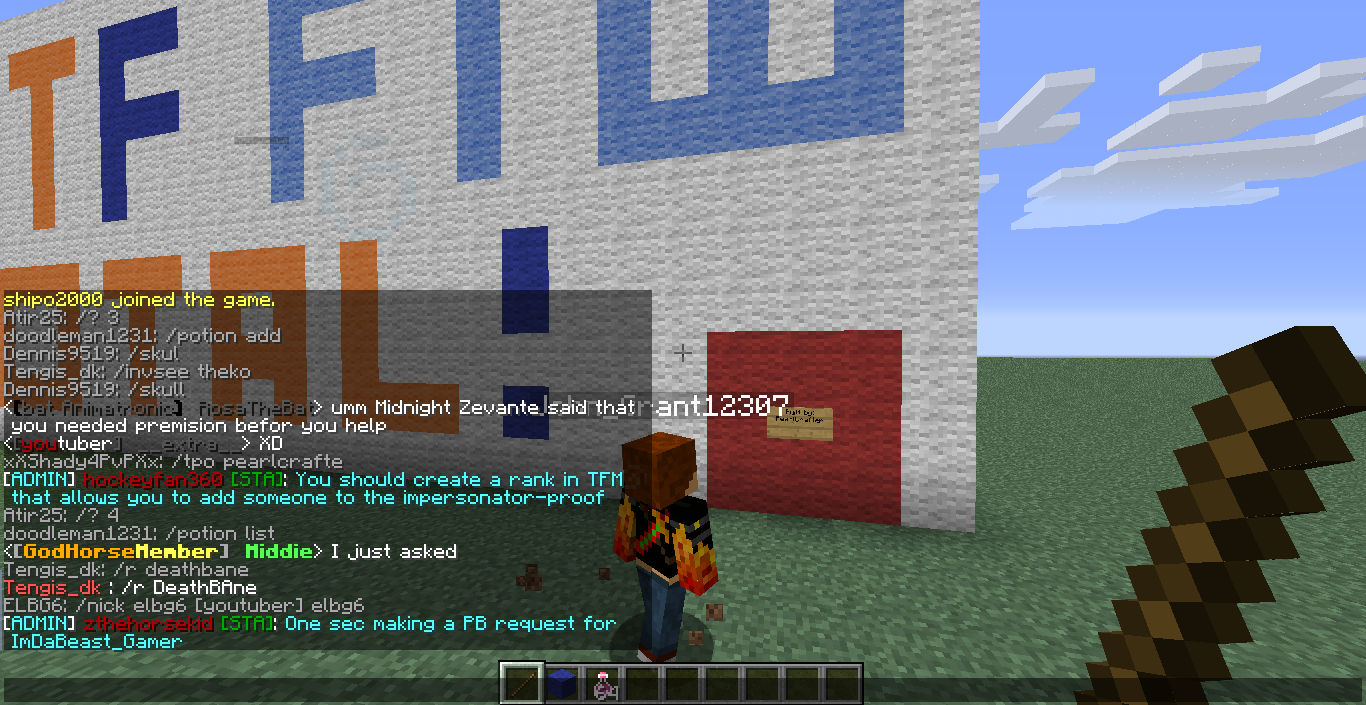 TF FIW
TAL!
shipo2000 joined the game.
Atir25: /? 3
doodleman1231: /potion add
Dennis9519: /skul
Tengis_dk: /invsee theko
Dennis9519: /skull
<[bat Animatronic] RosaTheBat> umm Midnight Zevante said that
you needed premision befor you help
ant12307
<[youtuber] __extra__> XD
xXShady4PvPXx: /tpo pearlcrafte
[ADMIN] hockeyfan360 [STA]: You should create a rank in TFM
that allows you to add someone to the impersonator-proof
Atir25: /? 4
doodleman1231: /potion list
<[GodHorseMember] Middie> I just asked
Tengis_dk: /r deathbane
Tengis_dk : /r DeathBAne
ELBG6: /nick elbg6 [youtuber] elbg6
[ADMIN] zthehorsekid [STA]: One sec making a PB request for
ImDaBeast_Gamer
64